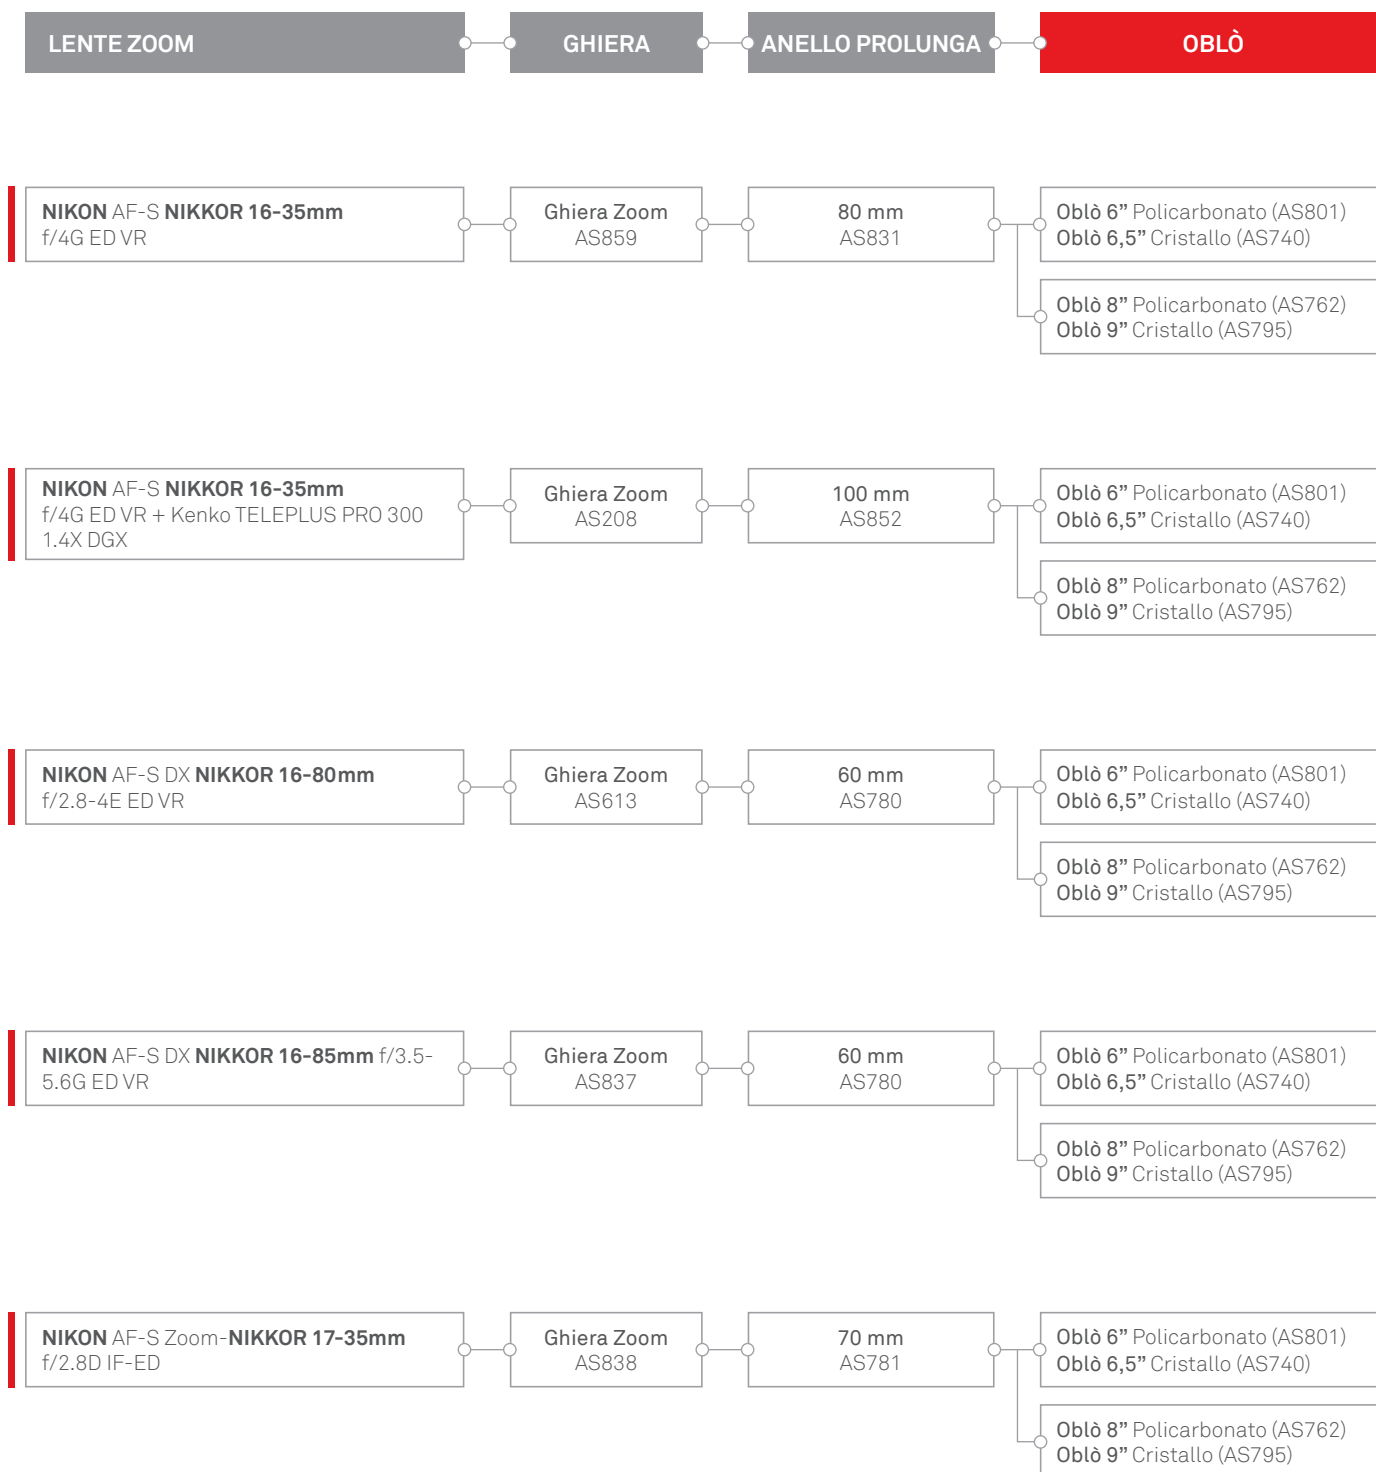 LENTE ZOOM
GHIERA
ANELLO PROLUNGA
OBLÒ
NIKON AF-S NIKKOR 16-35mm
f/4G ED VR
Ghiera Zoom
AS859
80 mm
AS831
Oblò 6” Policarbonato (AS801)
Oblò 6,5” Cristallo (AS740)
Oblò 8” Policarbonato (AS762)
Oblò 9” Cristallo (AS795)
NIKON AF-S NIKKOR 16-35mm
f/4G ED VR + Kenko TELEPLUS PRO 300
1.4X DGX
Ghiera Zoom
AS208
100 mm
AS852
Oblò 6” Policarbonato (AS801)
Oblò 6,5” Cristallo (AS740)
Oblò 8” Policarbonato (AS762)
Oblò 9” Cristallo (AS795)
NIKON AF-S DX NIKKOR 16-80mm
f/2.8-4E ED VR
Ghiera Zoom
AS613
60 mm
AS780
Oblò 6” Policarbonato (AS801)
Oblò 6,5” Cristallo (AS740)
Oblò 8” Policarbonato (AS762)
Oblò 9” Cristallo (AS795)
NIKON AF-S DX NIKKOR 16-85mm f/3.5-
5.6G ED VR
Ghiera Zoom
AS837
60 mm
AS780
Oblò 6” Policarbonato (AS801)
Oblò 6,5” Cristallo (AS740)
Oblò 8” Policarbonato (AS762)
Oblò 9” Cristallo (AS795)
NIKON AF-S Zoom-NIKKOR 17-35mm
f/2.8D IF-ED
Ghiera Zoom
AS838
70 mm
AS781
Oblò 6” Policarbonato (AS801)
Oblò 6,5” Cristallo (AS740)
Oblò 8” Policarbonato (AS762)
Oblò 9” Cristallo (AS795)